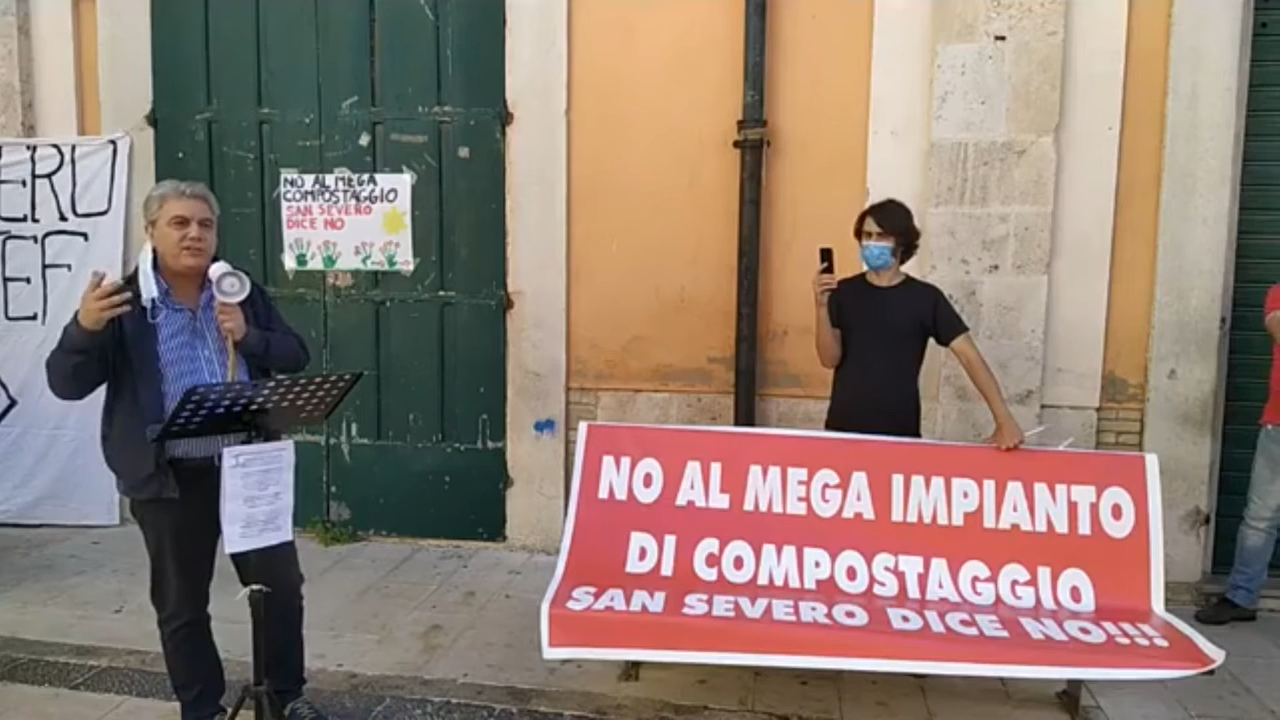 ERO
EF
NO AL MEGA
COMPOSTAGGIO
SAN SEVERO
DICE NO
NO AL MEGA IMPIANTO
DI COMPOSTAGGIO
SAN SEVERO DICE NO!!!